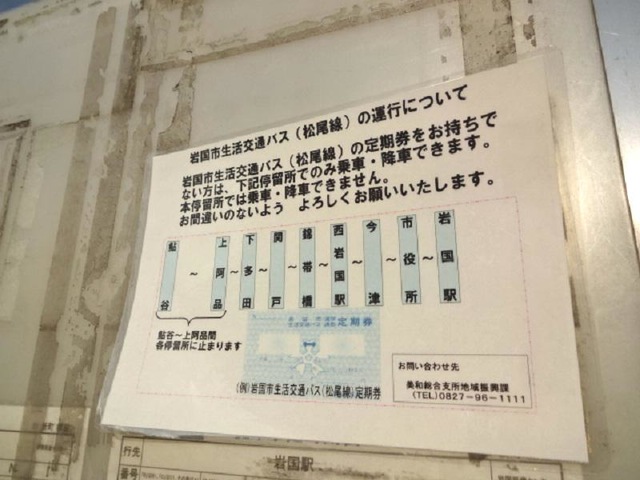 岩国市生活交通バス（松尾線）の運行について
岩国市生活交通バス（松尾線）の定期券をお持ちで
ない方は、下記停留所でのみ乗車・降車できます。
本停留所では乗車・降車できません。
お間違いのないよう　よろしくお願いいたします。
鮎谷～上阿品～下多田～関戸～錦帯橋～西岩国駅～今津～市役所～岩国駅
鮎谷～上阿品間
各停留所に止まります
定期券
(例)岩国市生活交通バス(松尾線)定期券
お問い合わせ先
美和総合支所地域振興課
(TEL)0827-96-1111
行先
岩国駅
番号